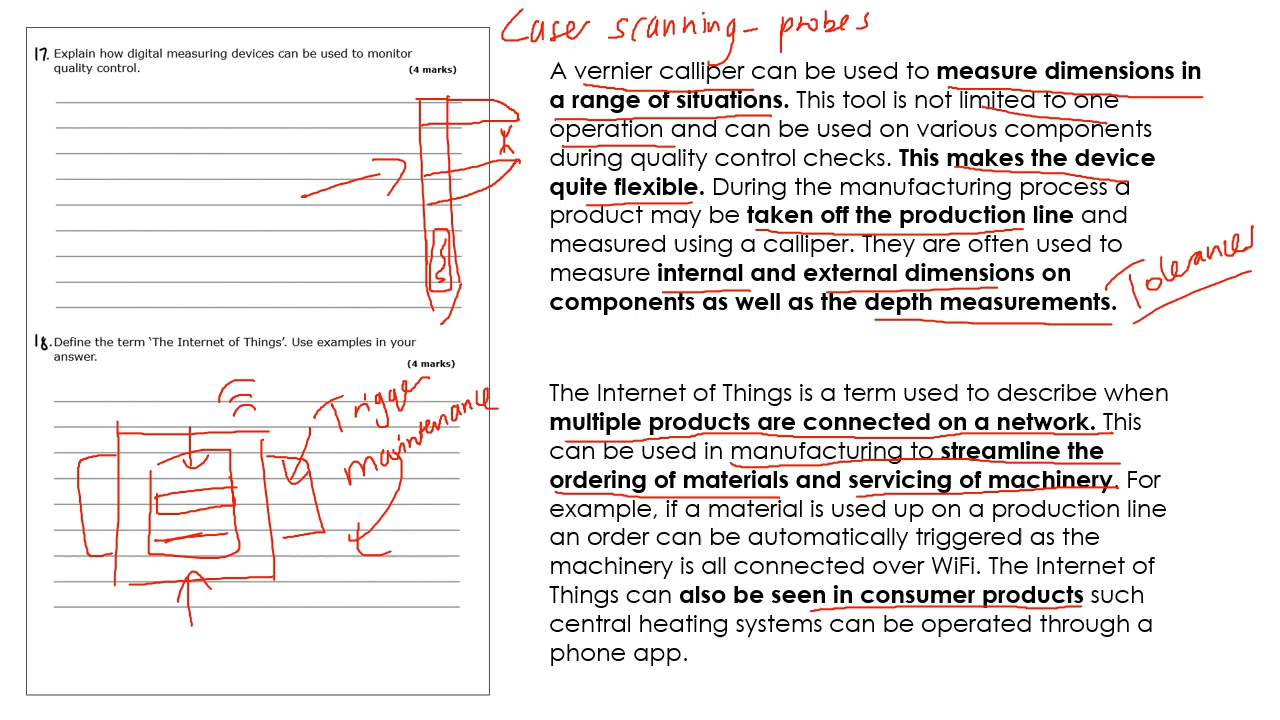 Laser scanning - probes
17. Explain how digital measuring devices can be used to monitor
quality control.
(4 marks)
18. Define the term ‘The Internet of Things’. Use examples in your
answer.
(4 marks)
Trigger
maintenance
A vernier calliper can be used to measure dimensions in
a range of situations. This tool is not limited to one
operation and can be used on various components
during quality control checks. This makes the device
quite flexible. During the manufacturing process a
product may be taken off the production line and
measured using a calliper. They are often used to
measure internal and external dimensions on
components as well as the depth measurements.
Tolerances
The Internet of Things is a term used to describe when
multiple products are connected on a network. This
can be used in manufacturing to streamline the
ordering of materials and servicing of machinery. For
example, if a material is used up on a production line
an order can be automatically triggered as the
machinery is all connected over WiFi. The Internet of
Things can also be seen in consumer products such
central heating systems can be operated through a
phone app.